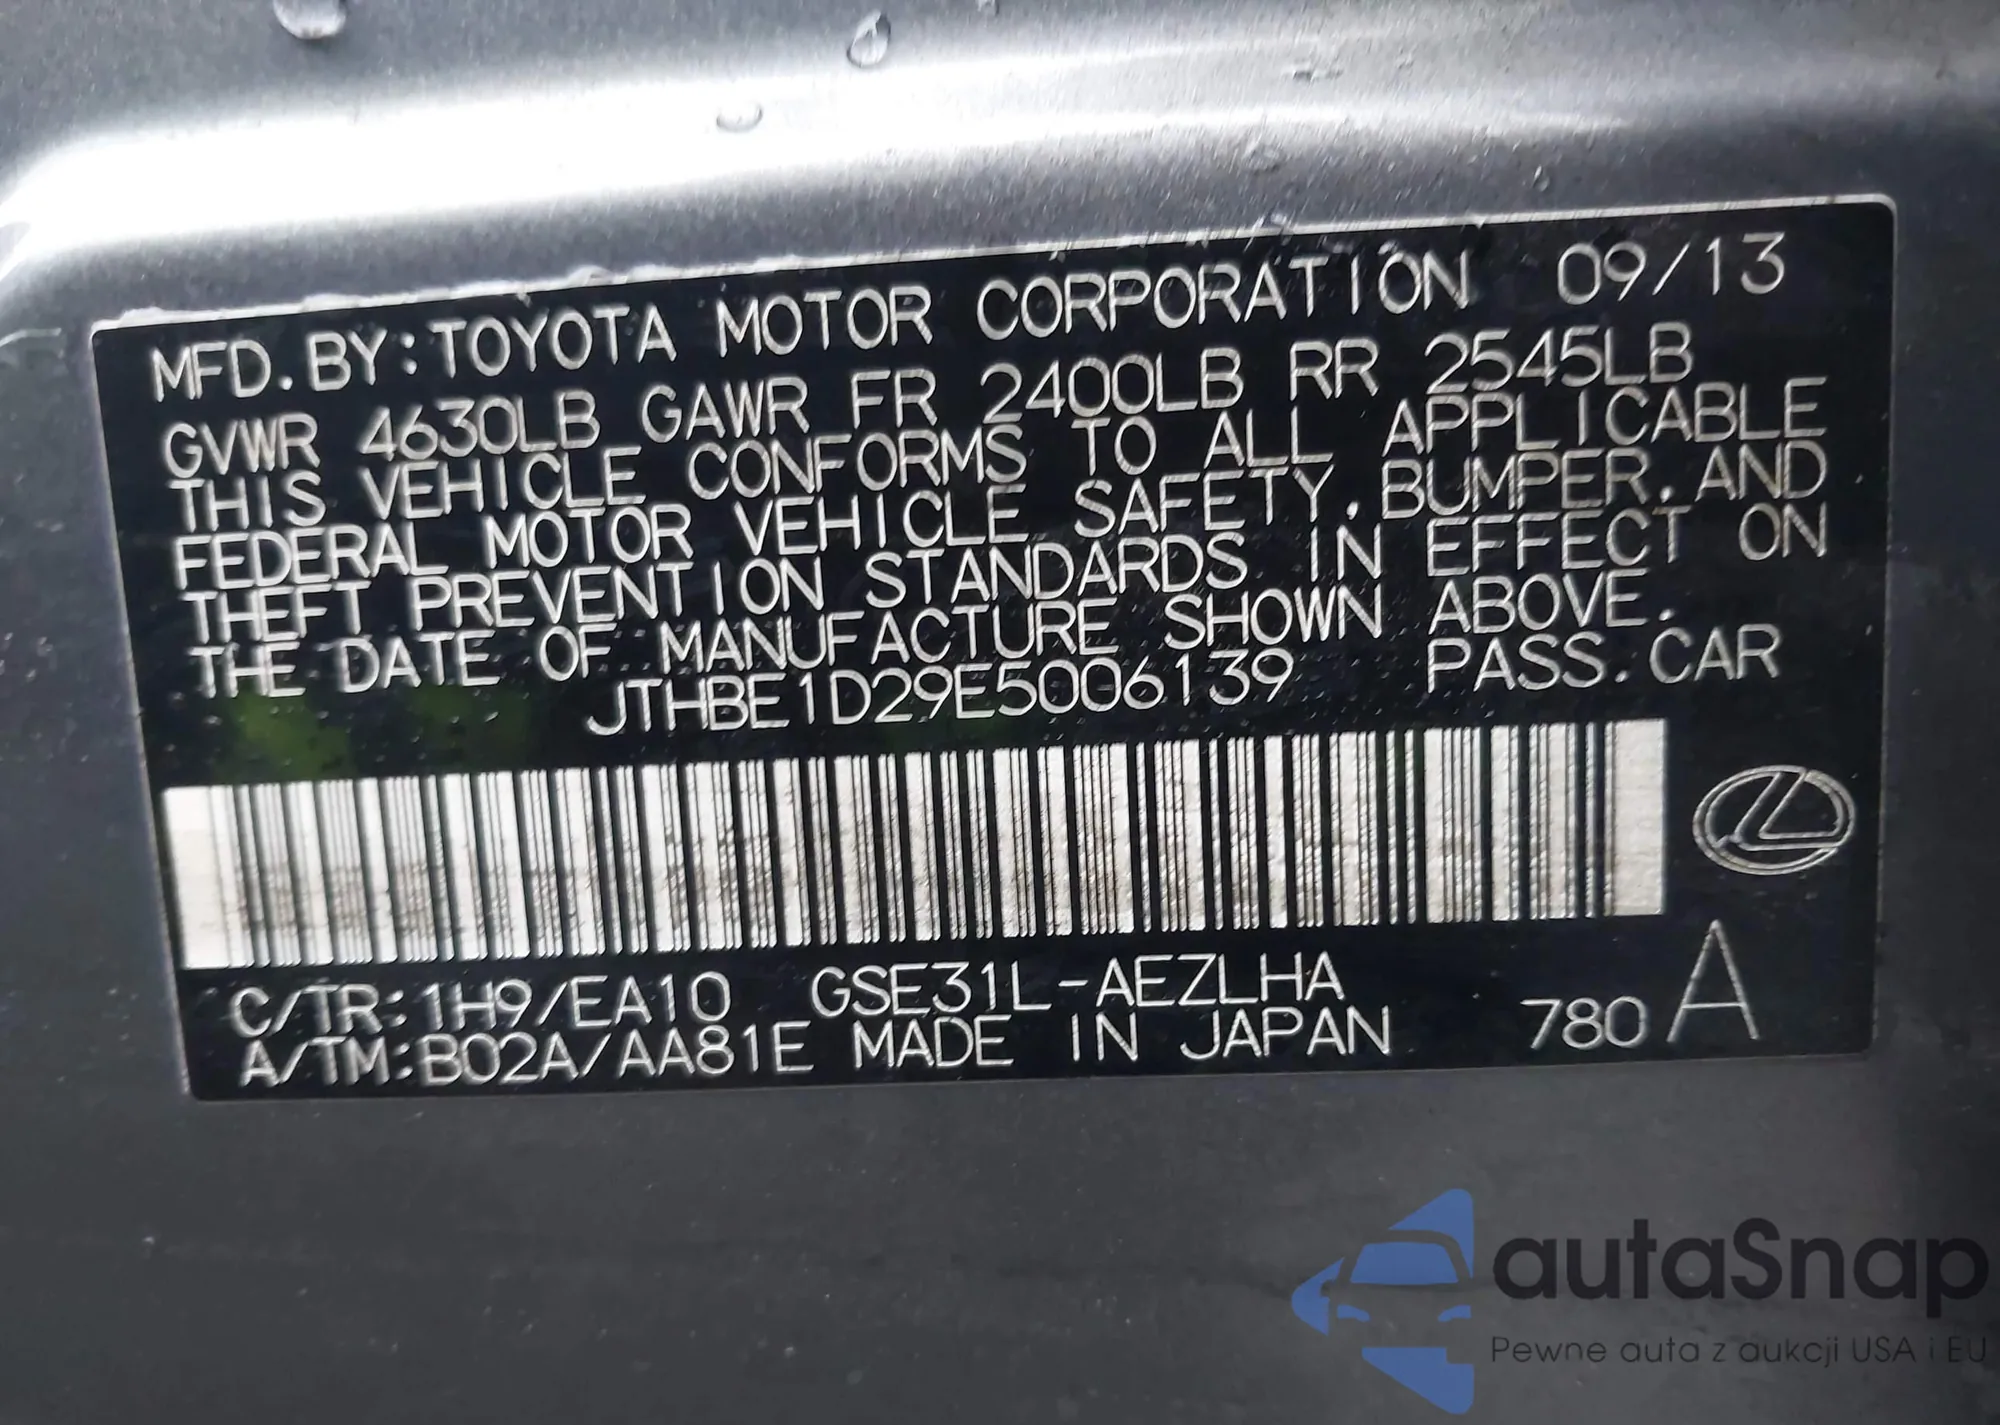 MFD. BY: TOYOTA MOTOR CORPORATION 09/13
GVWR 4630LB GAWR FR 2400LB RR 2545LB
THIS VEHICLE CONFORMS TO ALL APPLICABLE
FEDERAL MOTOR VEHICLE SAFETY, BUMPER, AND
THEFT PREVENTION STANDARDS IN EFFECT ON
THE DATE OF MANUFACTURE SHOWN ABOVE.
JTHBE1D29E5006139 PASS. CAR
C/TR: 1H9/EA10 GSE31L-AEZLHA
A/TM: B02A/AA81E MADE IN JAPAN 780 A
autaSnap
Pewne auta z aukcji USA i EU